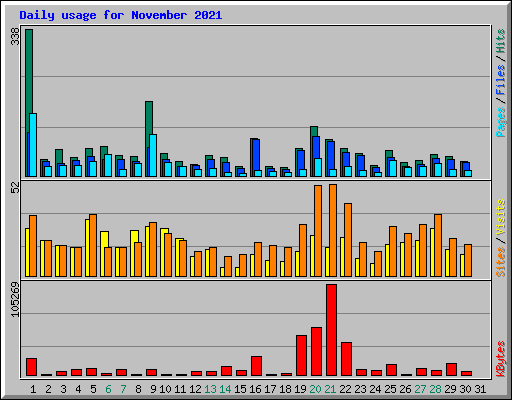 Daily usage for November 2021
338
Pages / Files / Hits
52
Sites / Visits
105269
KBytes
1 2 3 4 5 6 7 8 9 10 11 12 13 14 15 16 17 18 19 20 21 22 23 24 25 26 27 28 29 30 31